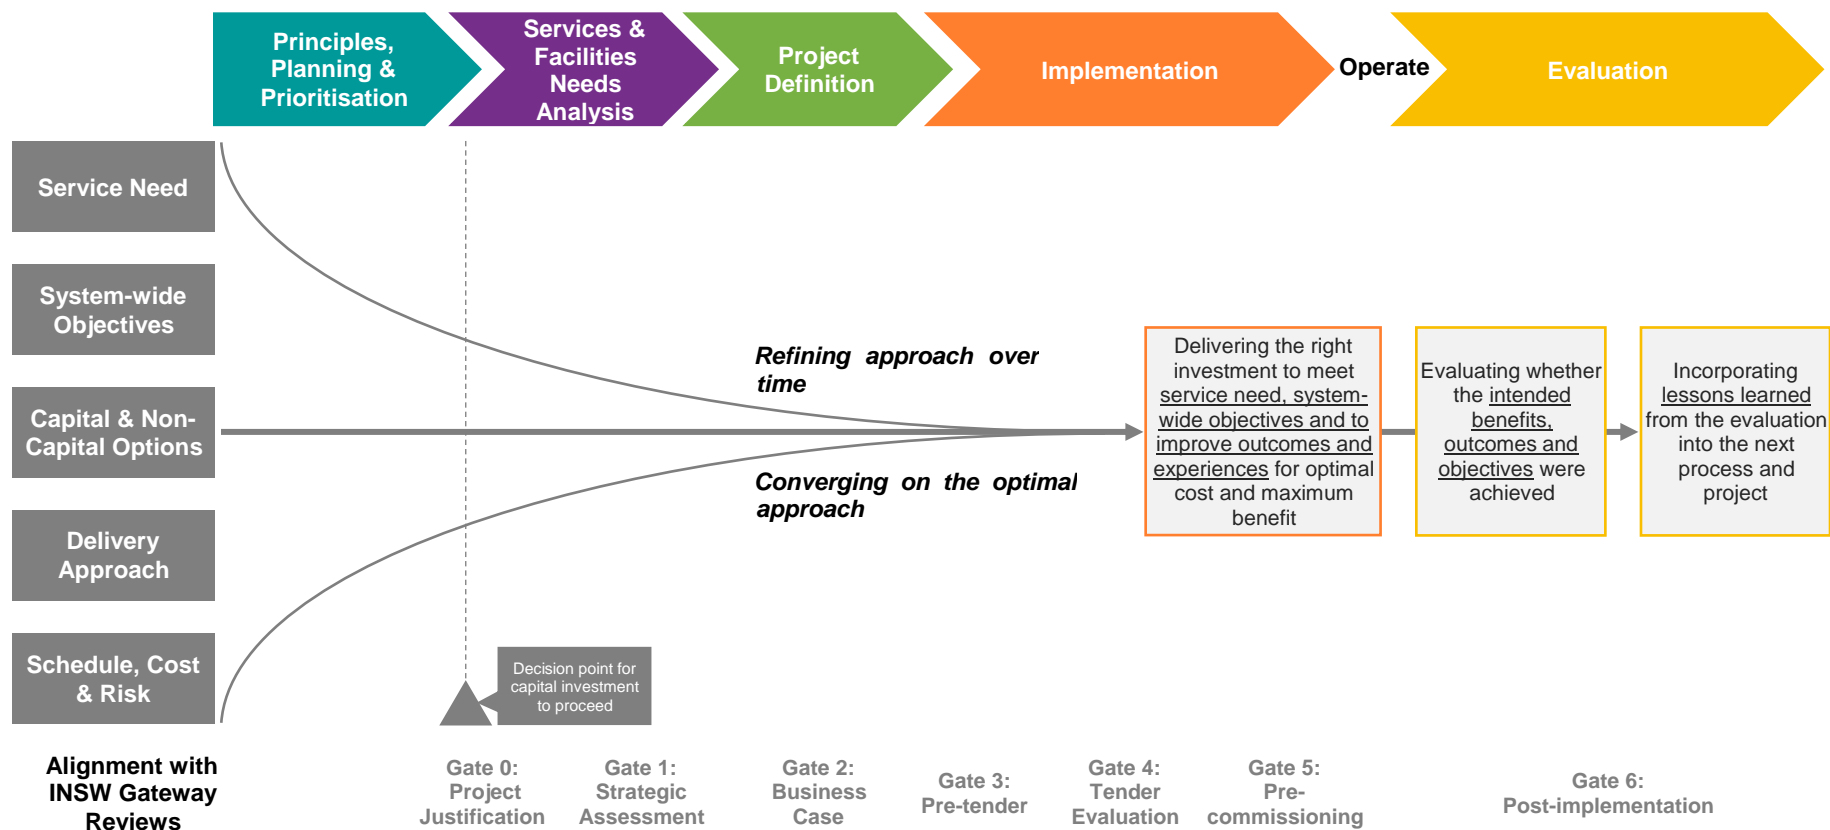 Principles,
Planning &
Prioritisation
Services &
Facilities
Needs
Analysis
Project
Definition
Implementation
Operate
Evaluation
Service Need
System-wide
Objectives
Capital & Non-
Capital Options
Delivery
Approach
Schedule, Cost
& Risk
Refining approach over
time
Converging on the optimal
approach
Delivering the right
investment to meet
service need, system-
wide objectives and to
improve outcomes and
experiences for optimal
cost and maximum
benefit
Evaluating whether
the intended
benefits,
outcomes and
objectives were
achieved
Incorporating
lessons learned
from the evaluation
into the next
process and
project
Decision point for
capital investment
to proceed
Alignment with
INSW Gateway
Reviews
Gate 0:
Project
Justification
Gate 1:
Strategic
Assessment
Gate 2:
Business
Case
Gate 3:
Pre-tender
Gate 4:
Tender
Evaluation
Gate 5:
Pre-
commissioning
Gate 6:
Post-implementation